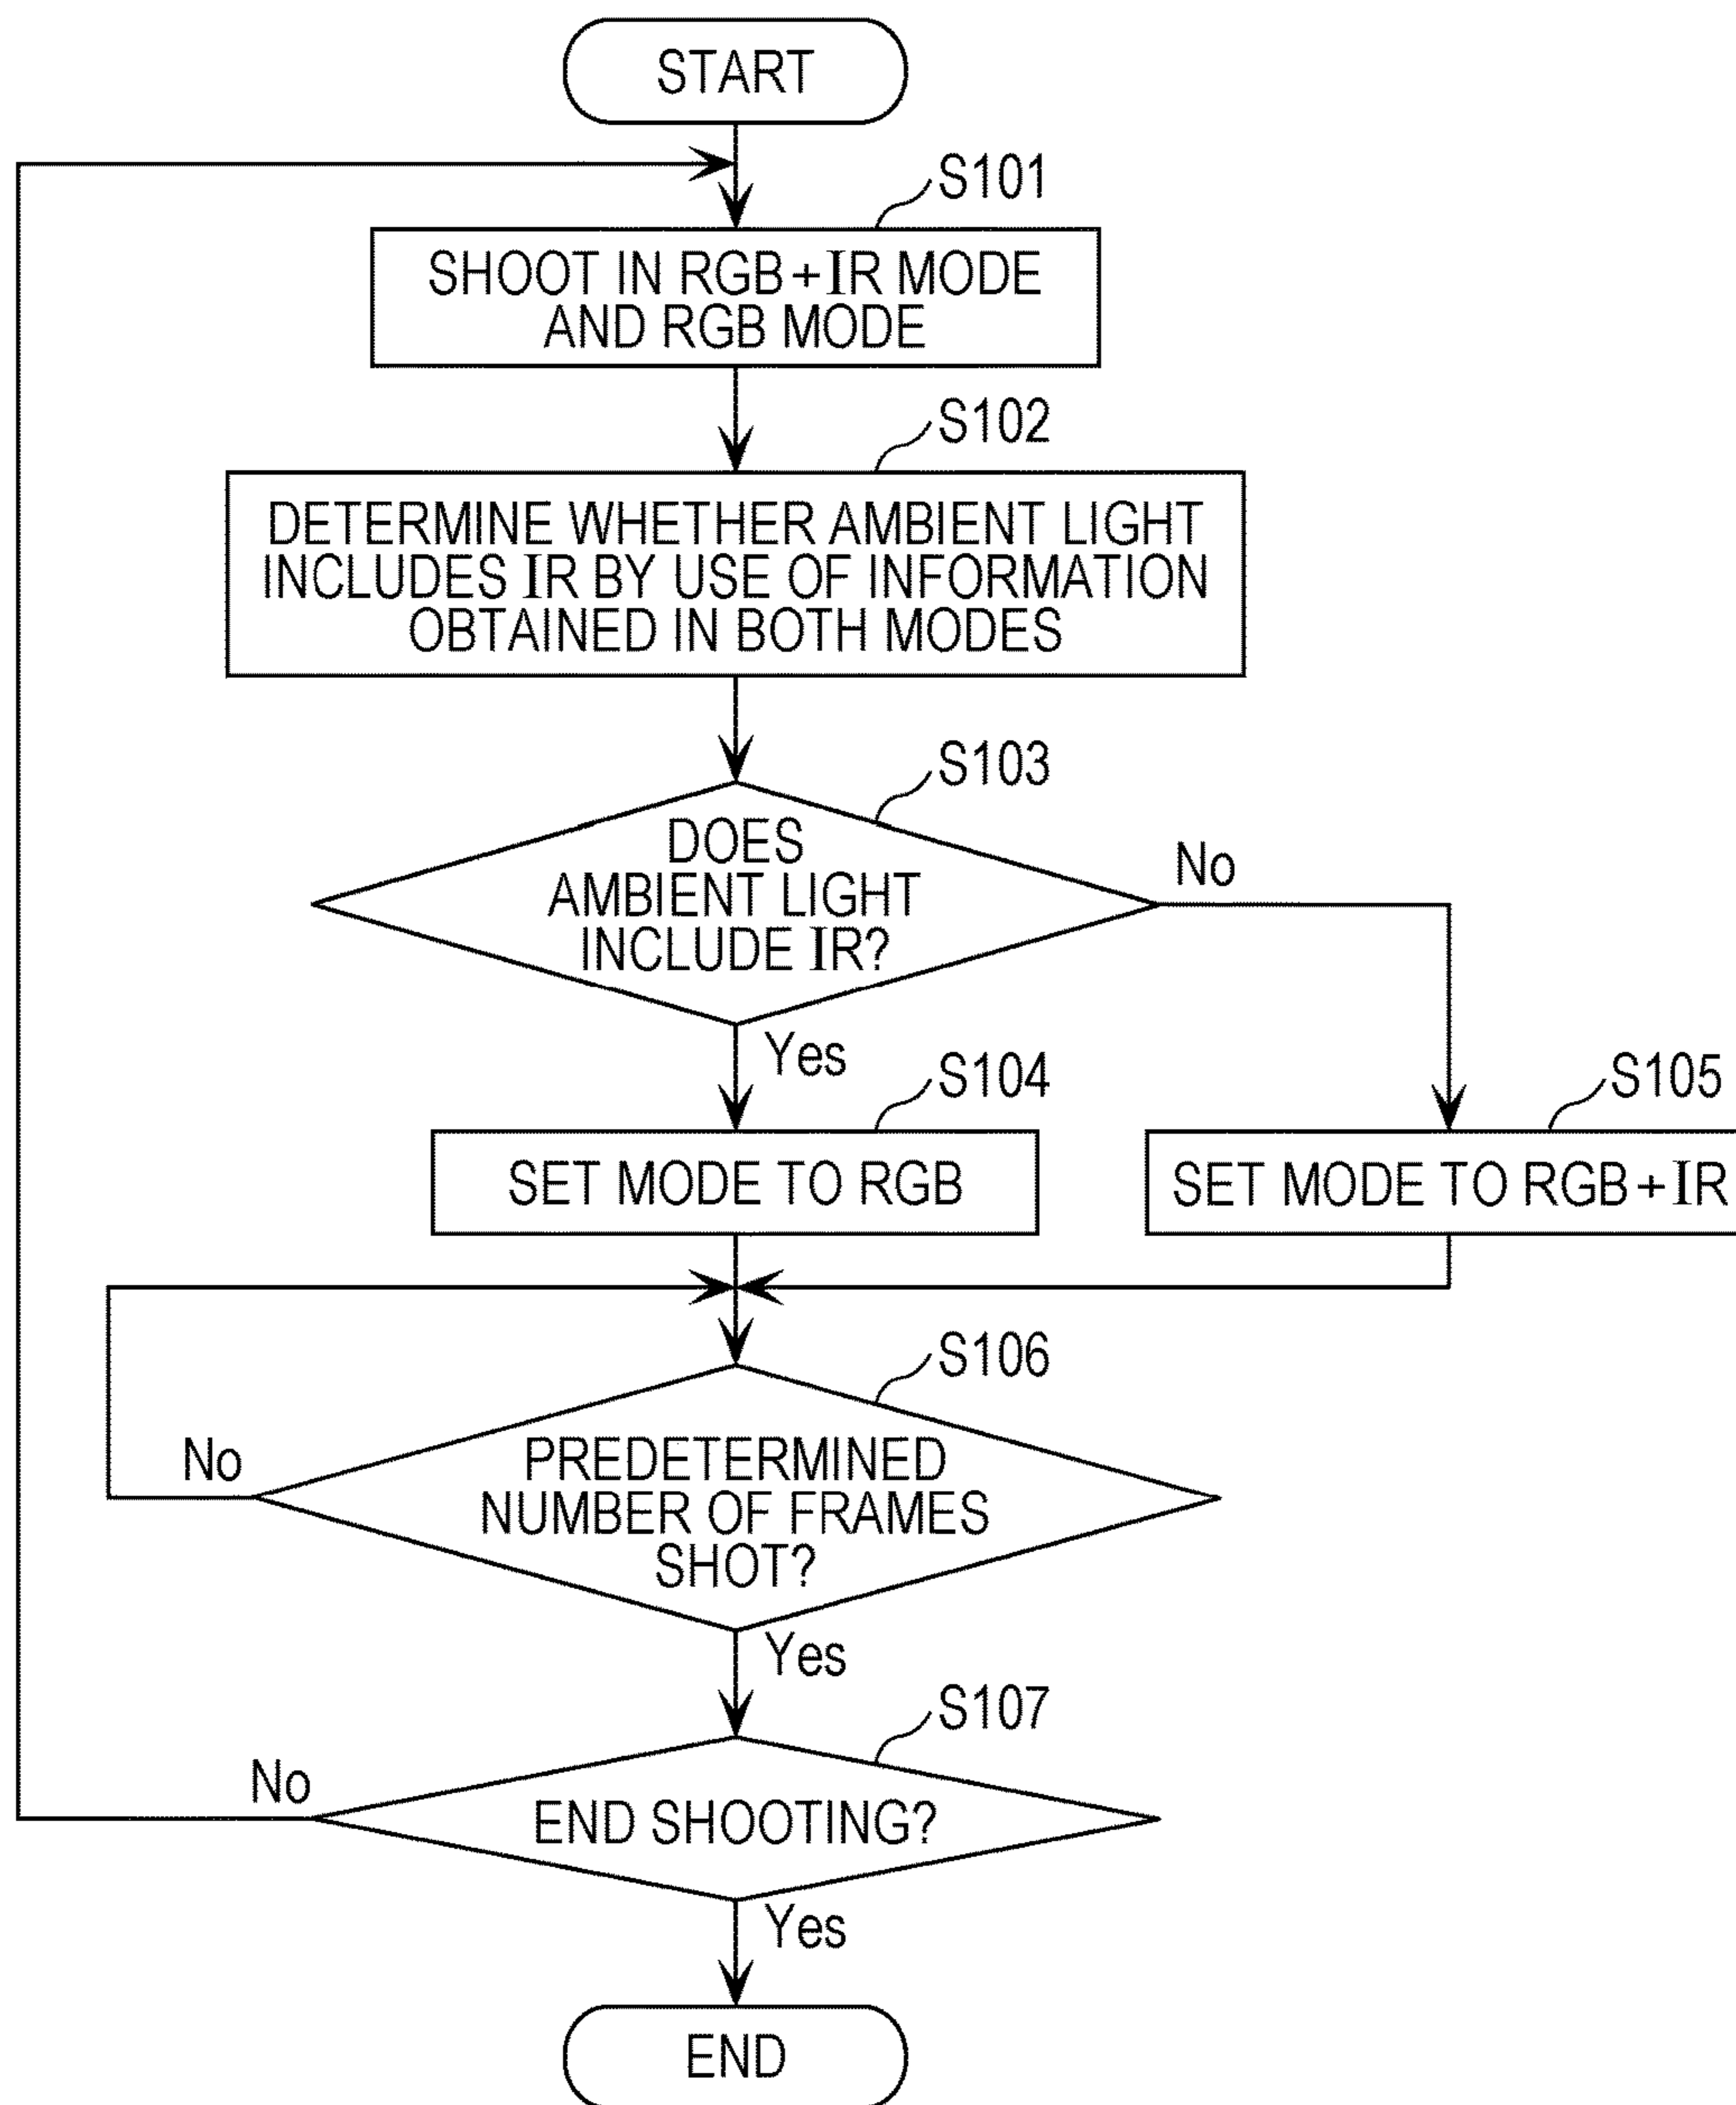 START
S101
SHOOT IN RGB+IR MODE
AND RGB MODE
S102
DETERMINE WHETHER AMBIENT LIGHT
INCLUDES IR BY USE OF INFORMATION
OBTAINED IN BOTH MODES
S103
DOES
AMBIENT LIGHT
INCLUDE IR?
No
Yes
S104
SET MODE TO RGB
S105
SET MODE TO RGB+IR
S106
PREDETERMINED
NUMBER OF FRAMES
SHOT?
No
Yes
S107
END SHOOTING?
No
Yes
END